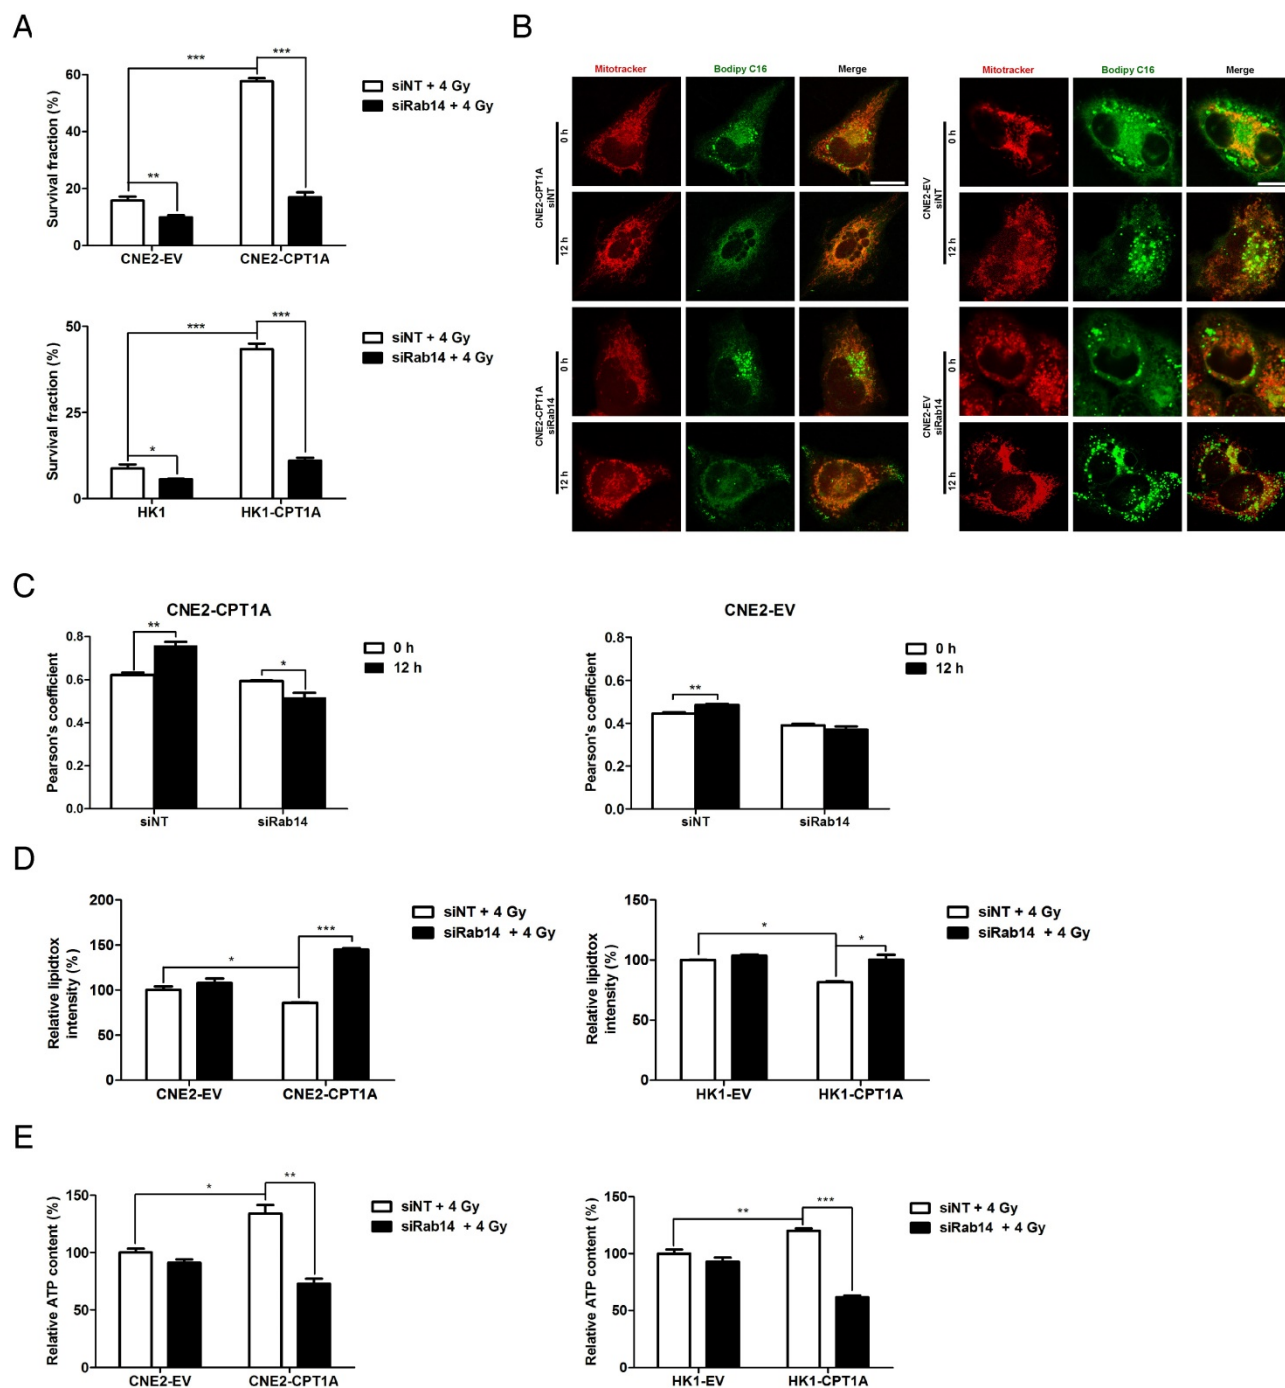 A
***
***
60
40
20
0
Survival fraction (%)
**
siNT + 4 Gy
siRab14 + 4 Gy
CNE2-EV
CNE2-CPT1A
***
***
50
25
0
Survival fraction (%)
*
siNT + 4 Gy
siRab14 + 4 Gy
HK1
HK1-CPT1A
B
Mitotracker
Bodipy C16
Merge
CNE2-CPT1A
siNT
0 h
12 h
CNE2-CPT1A
siRab14
0 h
12 h
Mitotracker
Bodipy C16
Merge
CNE2-EV
siNT
0 h
12 h
CNE2-EV
siRab14
0 h
12 h
C
CNE2-CPT1A
**
*
0.8
0.6
0.4
0.2
0.0
Pearson's coefficient
0 h
12 h
siNT
siRab14
CNE2-EV
**
0.8
0.6
0.4
0.2
0.0
Pearson's coefficient
0 h
12 h
siNT
siRab14
D
200
150
100
50
0
Relative lipidtox
intensity (%)
*
***
siNT + 4 Gy
siRab14 + 4 Gy
CNE2-EV
CNE2-CPT1A
150
100
50
0
Relative lipidtox
intensity (%)
*
*
siNT + 4 Gy
siRab14 + 4 Gy
HK1-EV
HK1-CPT1A
E
150
100
50
0
Relative ATP content (%)
*
**
siNT + 4 Gy
siRab14 + 4 Gy
CNE2-EV
CNE2-CPT1A
150
100
50
0
Relative ATP content (%)
**
***
siNT + 4 Gy
siRab14 + 4 Gy
HK1-EV
HK1-CPT1A